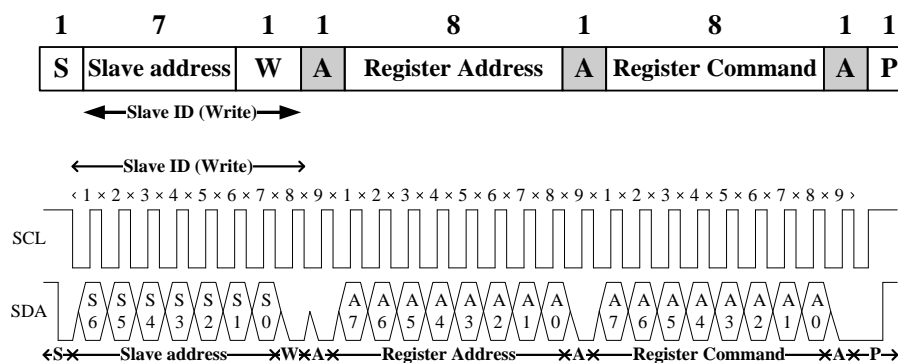 1 7 1 1 8 1 8 1 1
S Slave address W A Register Address A Register Command A P
Slave ID (Write)
Slave ID (Write)
1 × 2 × 3 × 4 × 5 × 6 × 7 × 8 × 9 × 1 × 2 × 3 × 4 × 5 × 6 × 7 × 8 × 9 × 1 × 2 × 3 × 4 × 5 × 6 × 7 × 8 × 9
SCL
SDA S6 S5 S4 S3 S2 S1 S0 A7 A6 A5 A4 A3 A2 A1 A0 A7 A6 A5 A4 A3 A2 A1 A0
S Slave address W A Register Address A Register Command A P